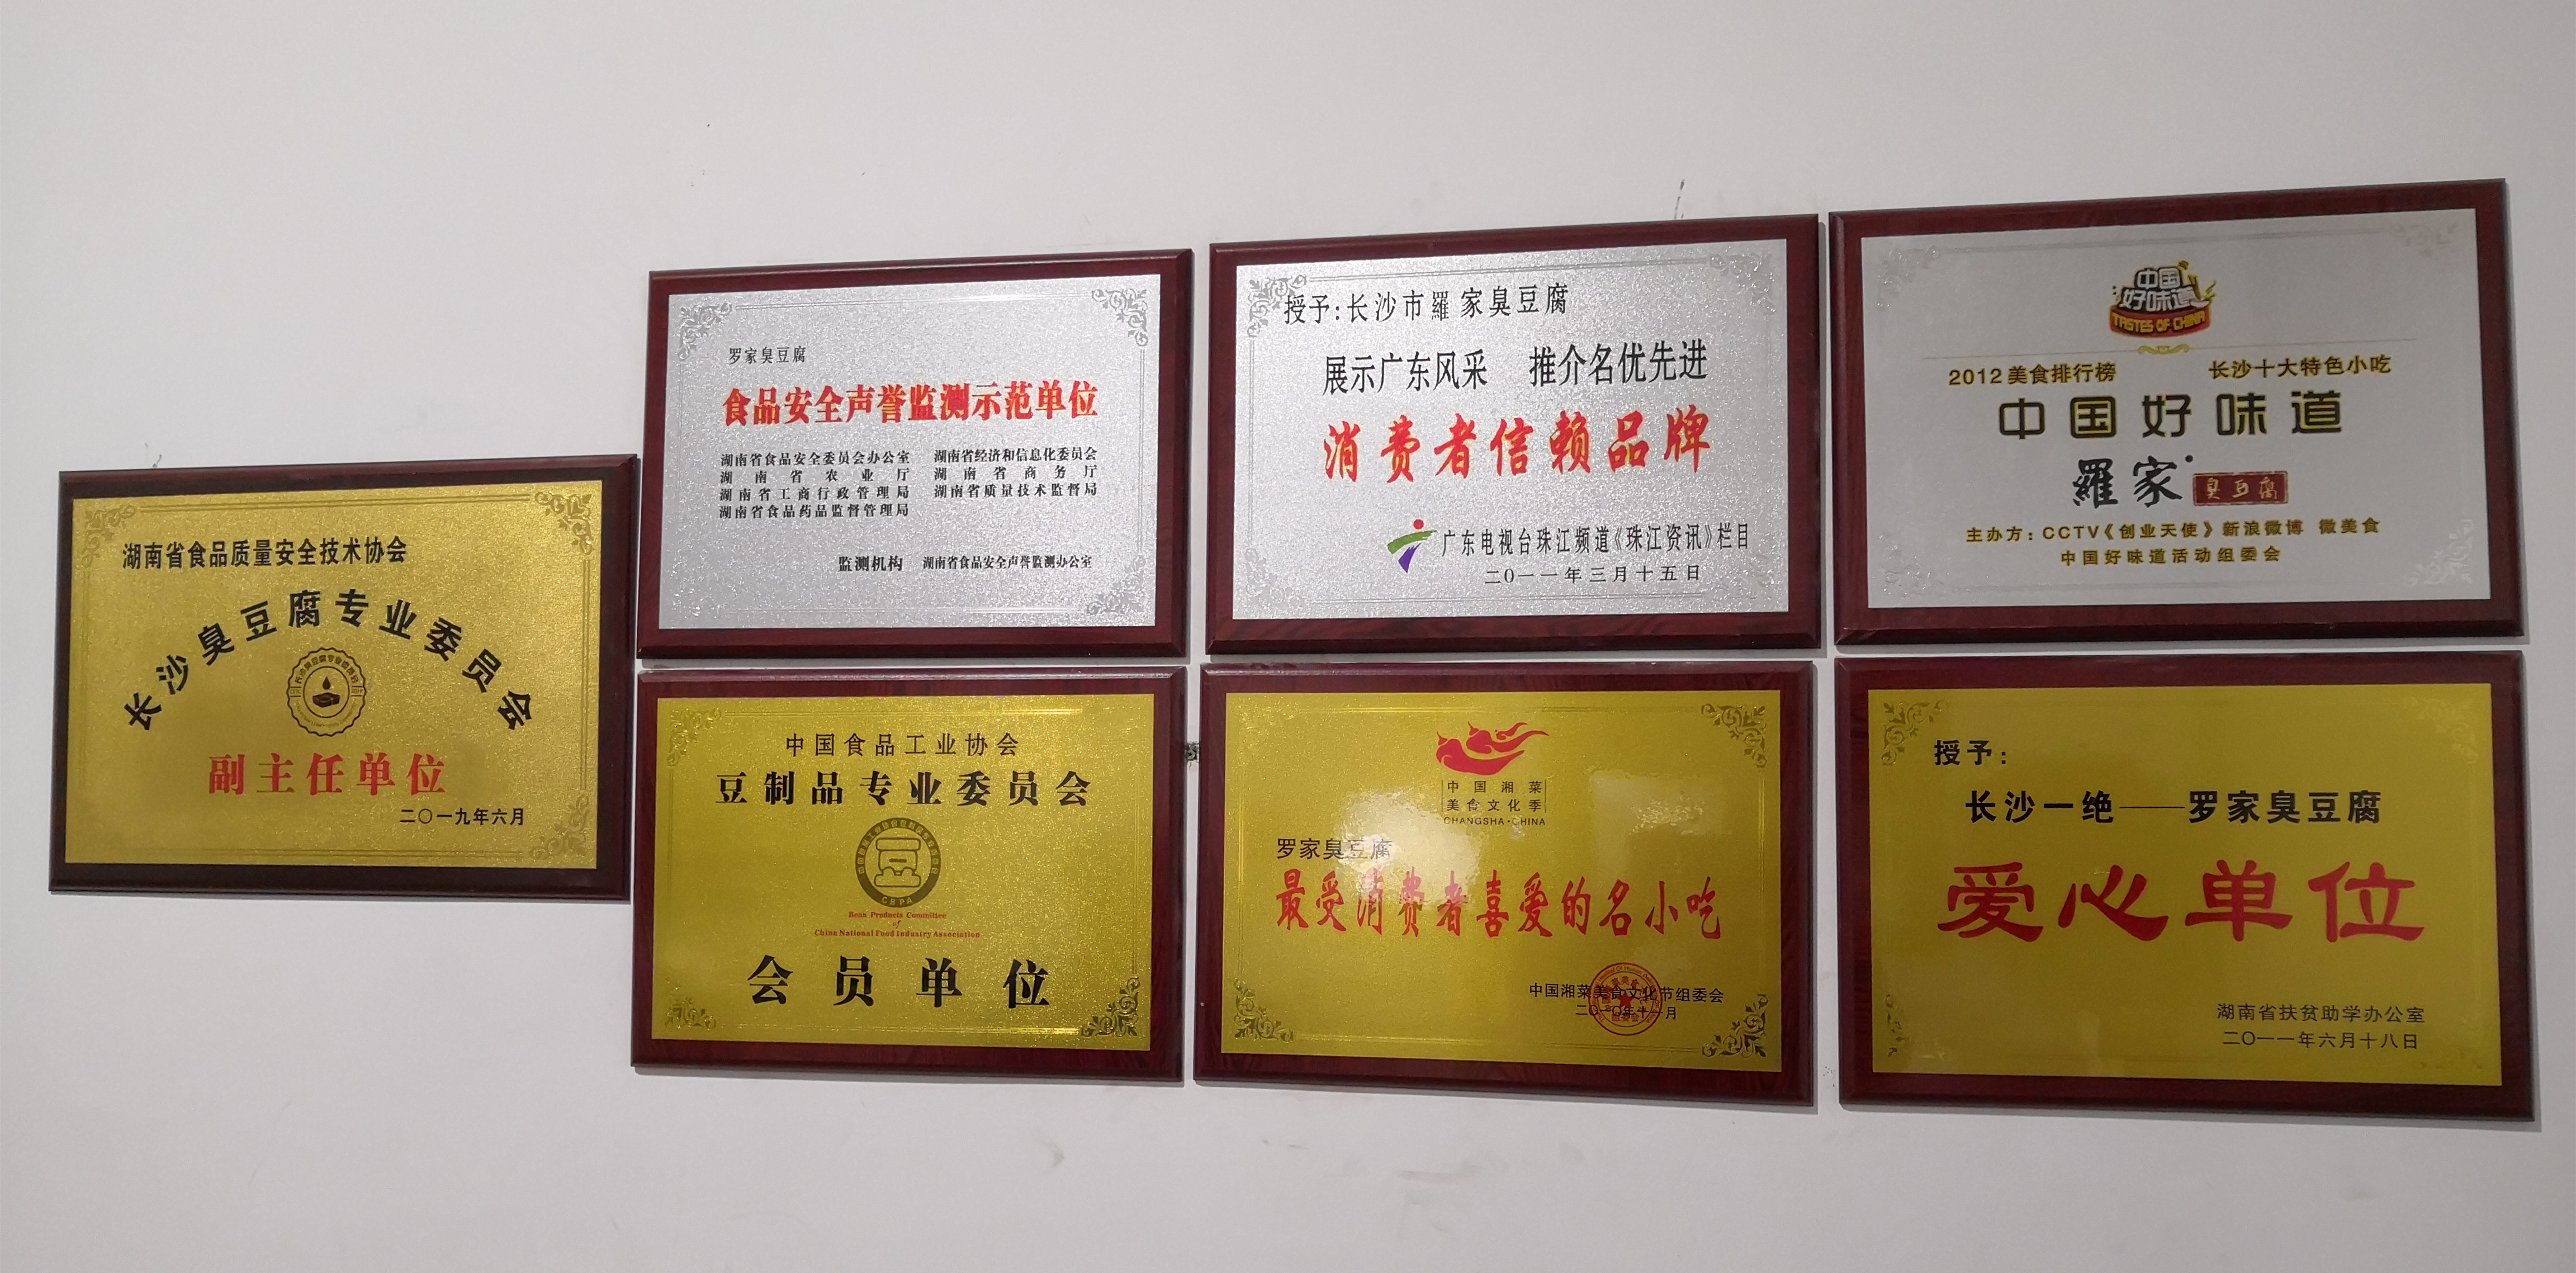 湖南省食品质量安全技术协会
长沙臭豆腐专业委员会
副主任单位
二〇一九年六月
罗家臭豆腐
食品安全声誉监测示范单位
湖南省食品安全委员会办公室 湖南省经济和信息化委员会
湖南省农业厅 湖南省商务厅
湖南省工商行政管理局 湖南省质量技术监督局
湖南省食品药品监督管理局
监测机构 湖南省食品安全声誉监测办公室
授予:长沙市羅家臭豆腐
展示广东风采 推介名优先进
消费者信赖品牌
广东电视台珠江频道《珠江资讯》栏目
二〇一一年三月十五日
中国
好味道
TASTES OF CHINA
2012美食排行榜 长沙十大特色小吃
中国好味道
羅家 臭豆腐
主办方：CCTV《创业天使》新浪微博 微美食
中国好味道活动组委会
中国食品工业协会
豆制品专业委员会
豆
CBPA
Bean Products Committee
of
China National Food Industry Association
会员单位
中国湘菜
美食文化季
CHANGSHA·CHINA
罗家臭豆腐
最受消费者喜爱的名小吃
中国湘菜美食文化节组委会
二〇一〇年十一月
授予：
长沙一绝——罗家臭豆腐
爱心单位
湖南省扶贫助学办公室
二〇一一年六月十八日